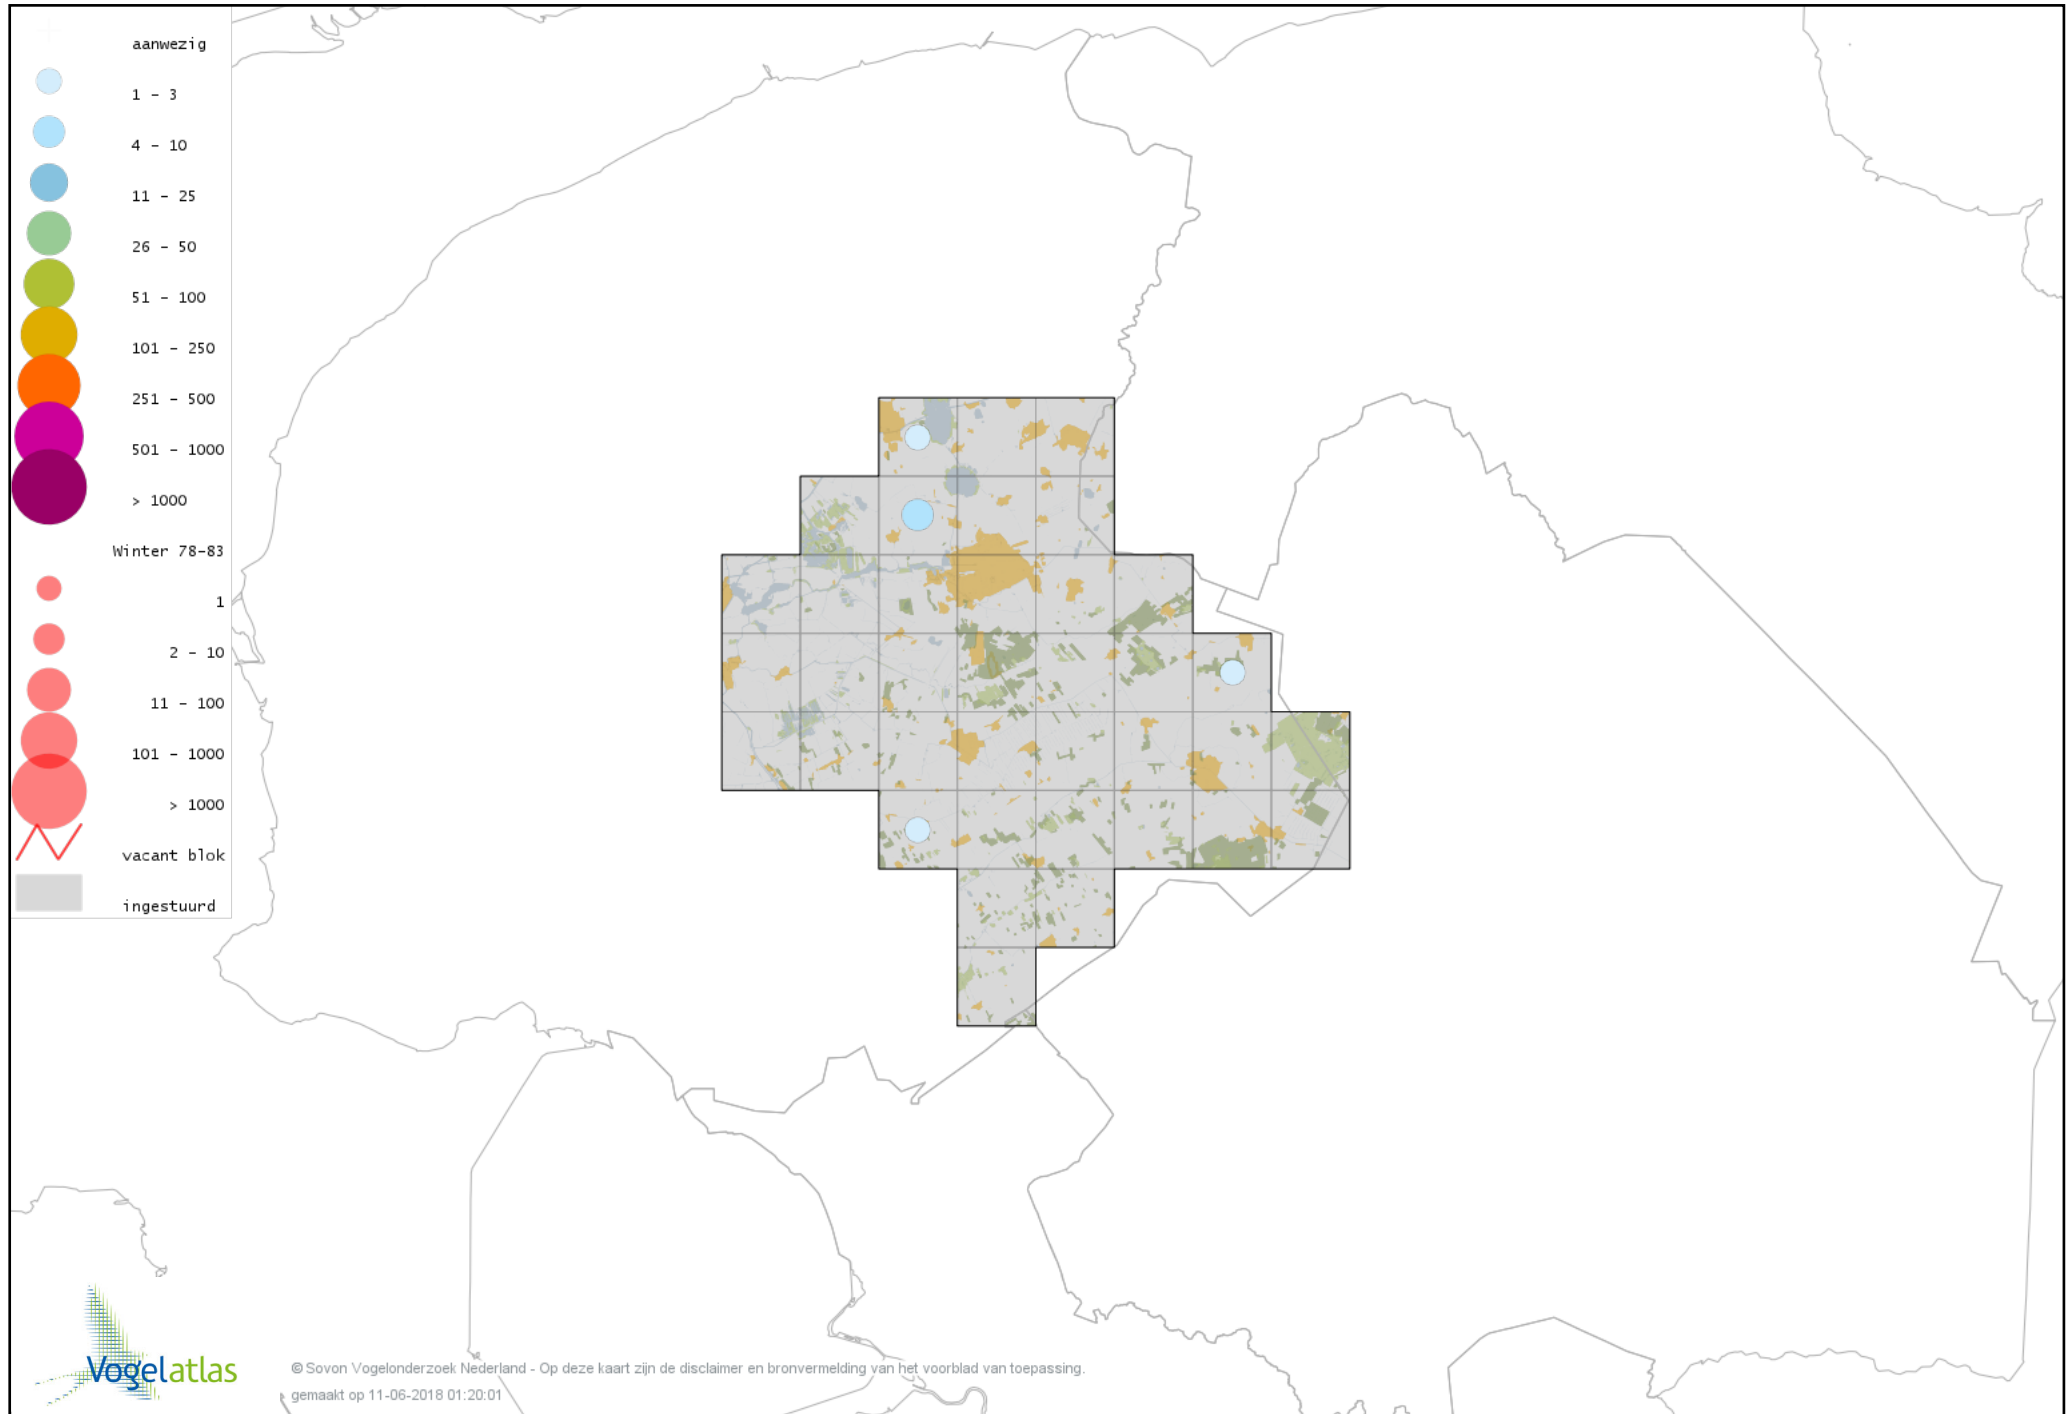 aanwezig
1 - 3
4 - 10
11 - 25
26 - 50
51 - 100
101 - 250
251 - 500
501 - 1000
> 1000
Winter 78-83
1
2 - 10
11 - 100
101 - 1000
> 1000
vacant blok
ingestuurd
Vogelatlas
© Sovon Vogelonderzoek Nederland - Op deze kaart zijn de disclaimer en bronvermelding van het voorblad van toepassing.
gemaakt op 11-06-2018 01:20:01